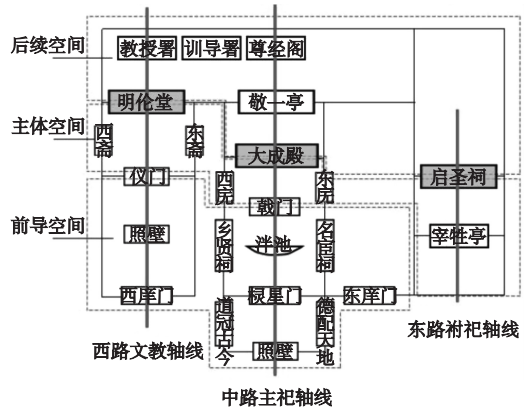 后续空间
教授署 训导署 尊经阁
明伦堂 敬一亭
主体空间
西斋 东斋
大成殿
仪门 西庑 东庑 启圣祠
戟门
前导空间
照壁 乡贤祠 泮池 名宦祠 宰牲亭
西庠门 棂星门 东庠门
道冠古今 德配天地
照壁
西路文教轴线
东路祔祀轴线
中路主祀轴线